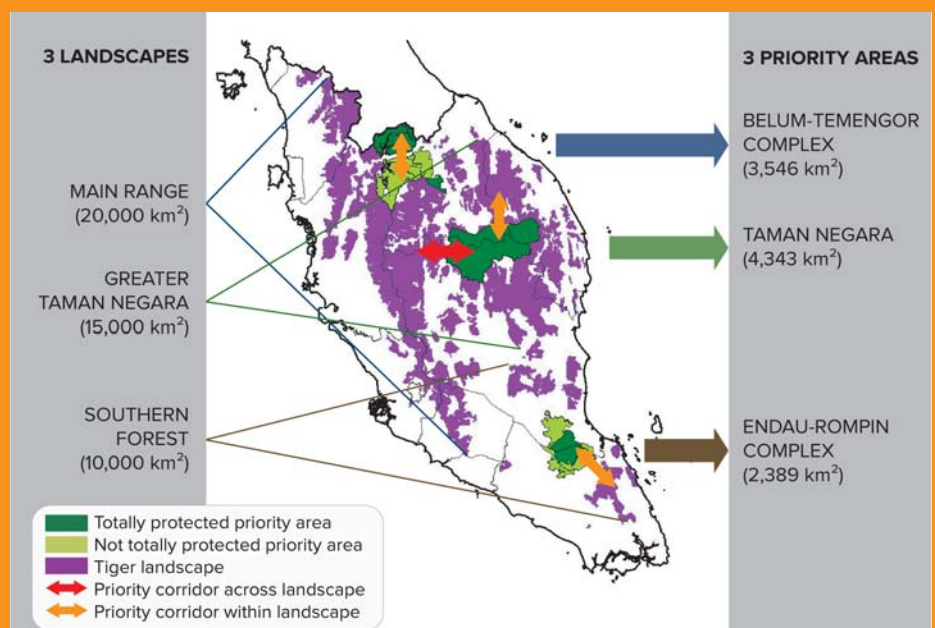 3 LANDSCAPES
MAIN RANGE
(20,000 km²)
GREATER
TAMAN NEGARA
(15,000 km²)
SOUTHERN
FOREST
(10,000 km²)
Totally protected priority area
Not totally protected priority area
Tiger landscape
Priority corridor across landscape
Priority corridor within landscape
3 PRIORITY AREAS
BELUM-TEMENGOR
COMPLEX
(3,546 km²)
TAMAN NEGARA
(4,343 km²)
ENDAU-ROMPIN
COMPLEX
(2,389 km²)